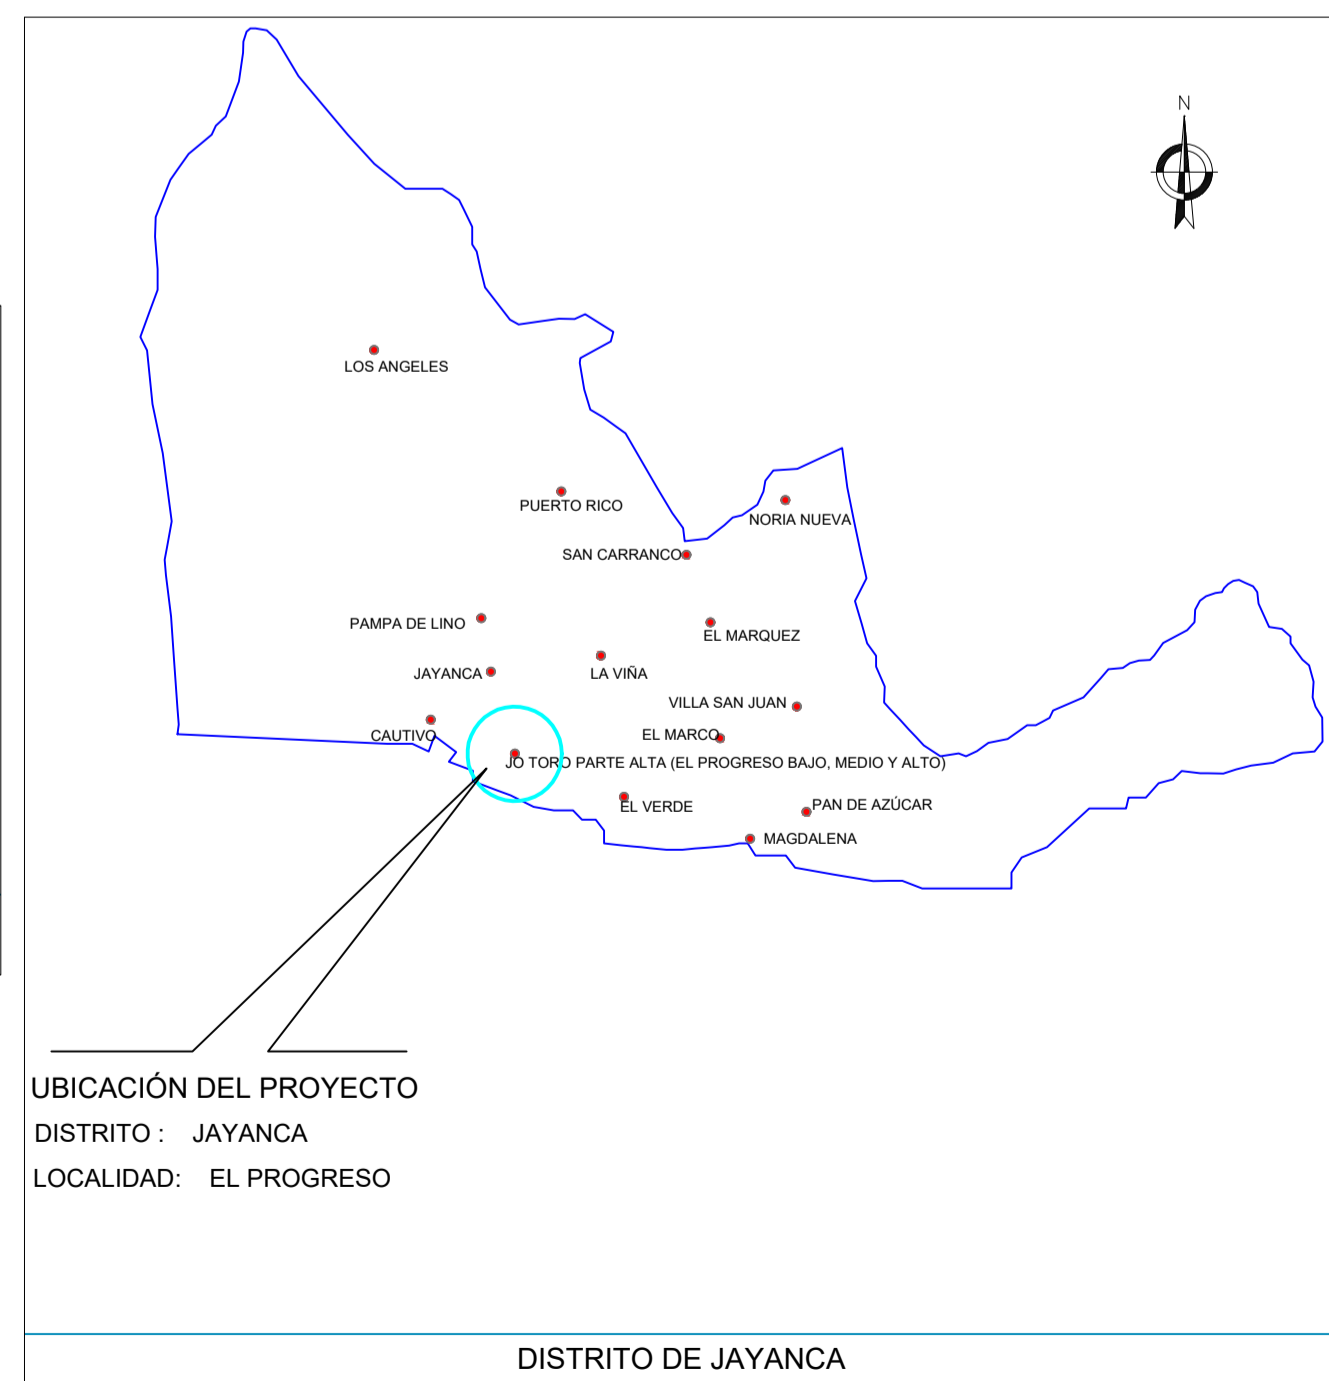 N
LOS ANGELES
PUERTO RICO
NORIA NUEVA
SAN CARRANCO
PAMPA DE LINO
EL MARQUEZ
JAYANCA
LA VIÑA
VILLA SAN JUAN
CAUTIVO
EL MARCO
JO TORO PARTE ALTA (EL PROGRESO BAJO, MEDIO Y ALTO)
EL VERDE
PAN DE AZÚCAR
MAGDALENA
UBICACIÓN DEL PROYECTO
DISTRITO : JAYANCA
LOCALIDAD: EL PROGRESO
DISTRITO DE JAYANCA